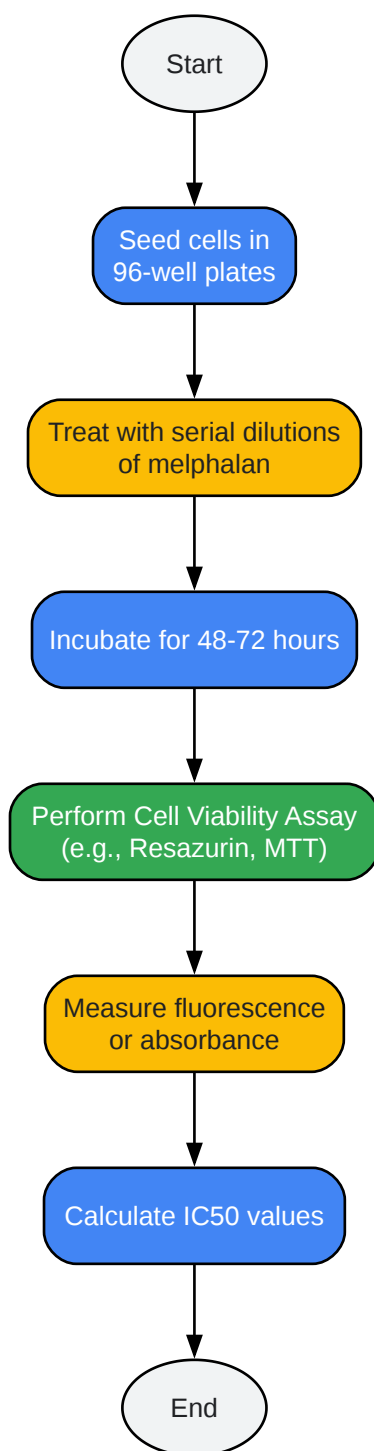 Start
Seed cells in
96-well plates
Treat with serial dilutions
of melphalan
Incubate for 48-72 hours
Perform Cell Viability Assay
(e.g., Resazurin, MTT)
Measure fluorescence
or absorbance
Calculate IC50 values
End